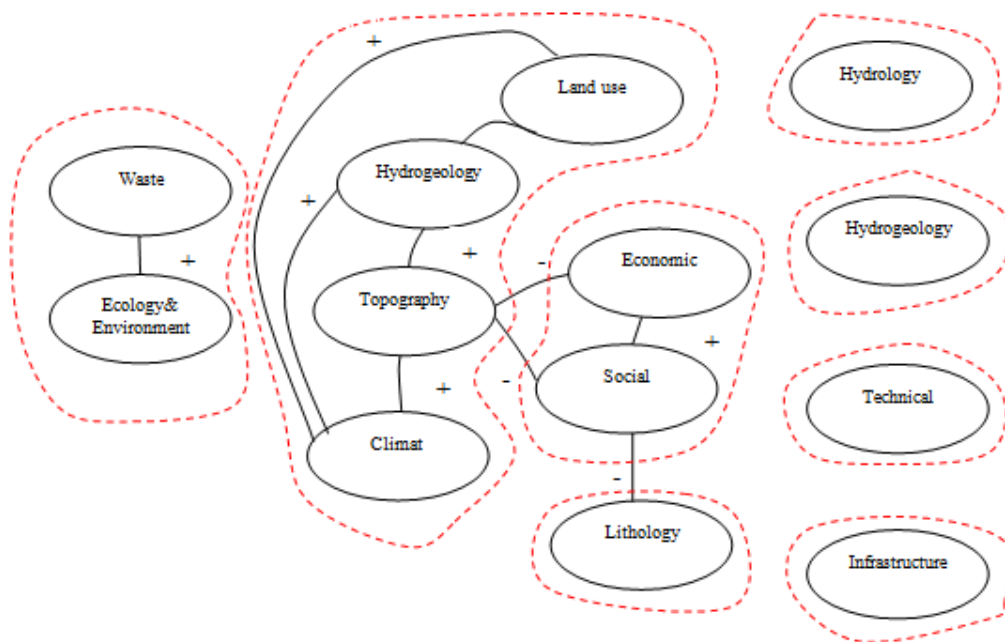 +
Land use
Hydrology
Waste
Hydrogeology
+
Hydrogeology
+
Ecology&
Environment
+
Topography
-
Economic
+
-
Social
Technical
+
Climat
-
Lithology
Infrastructure